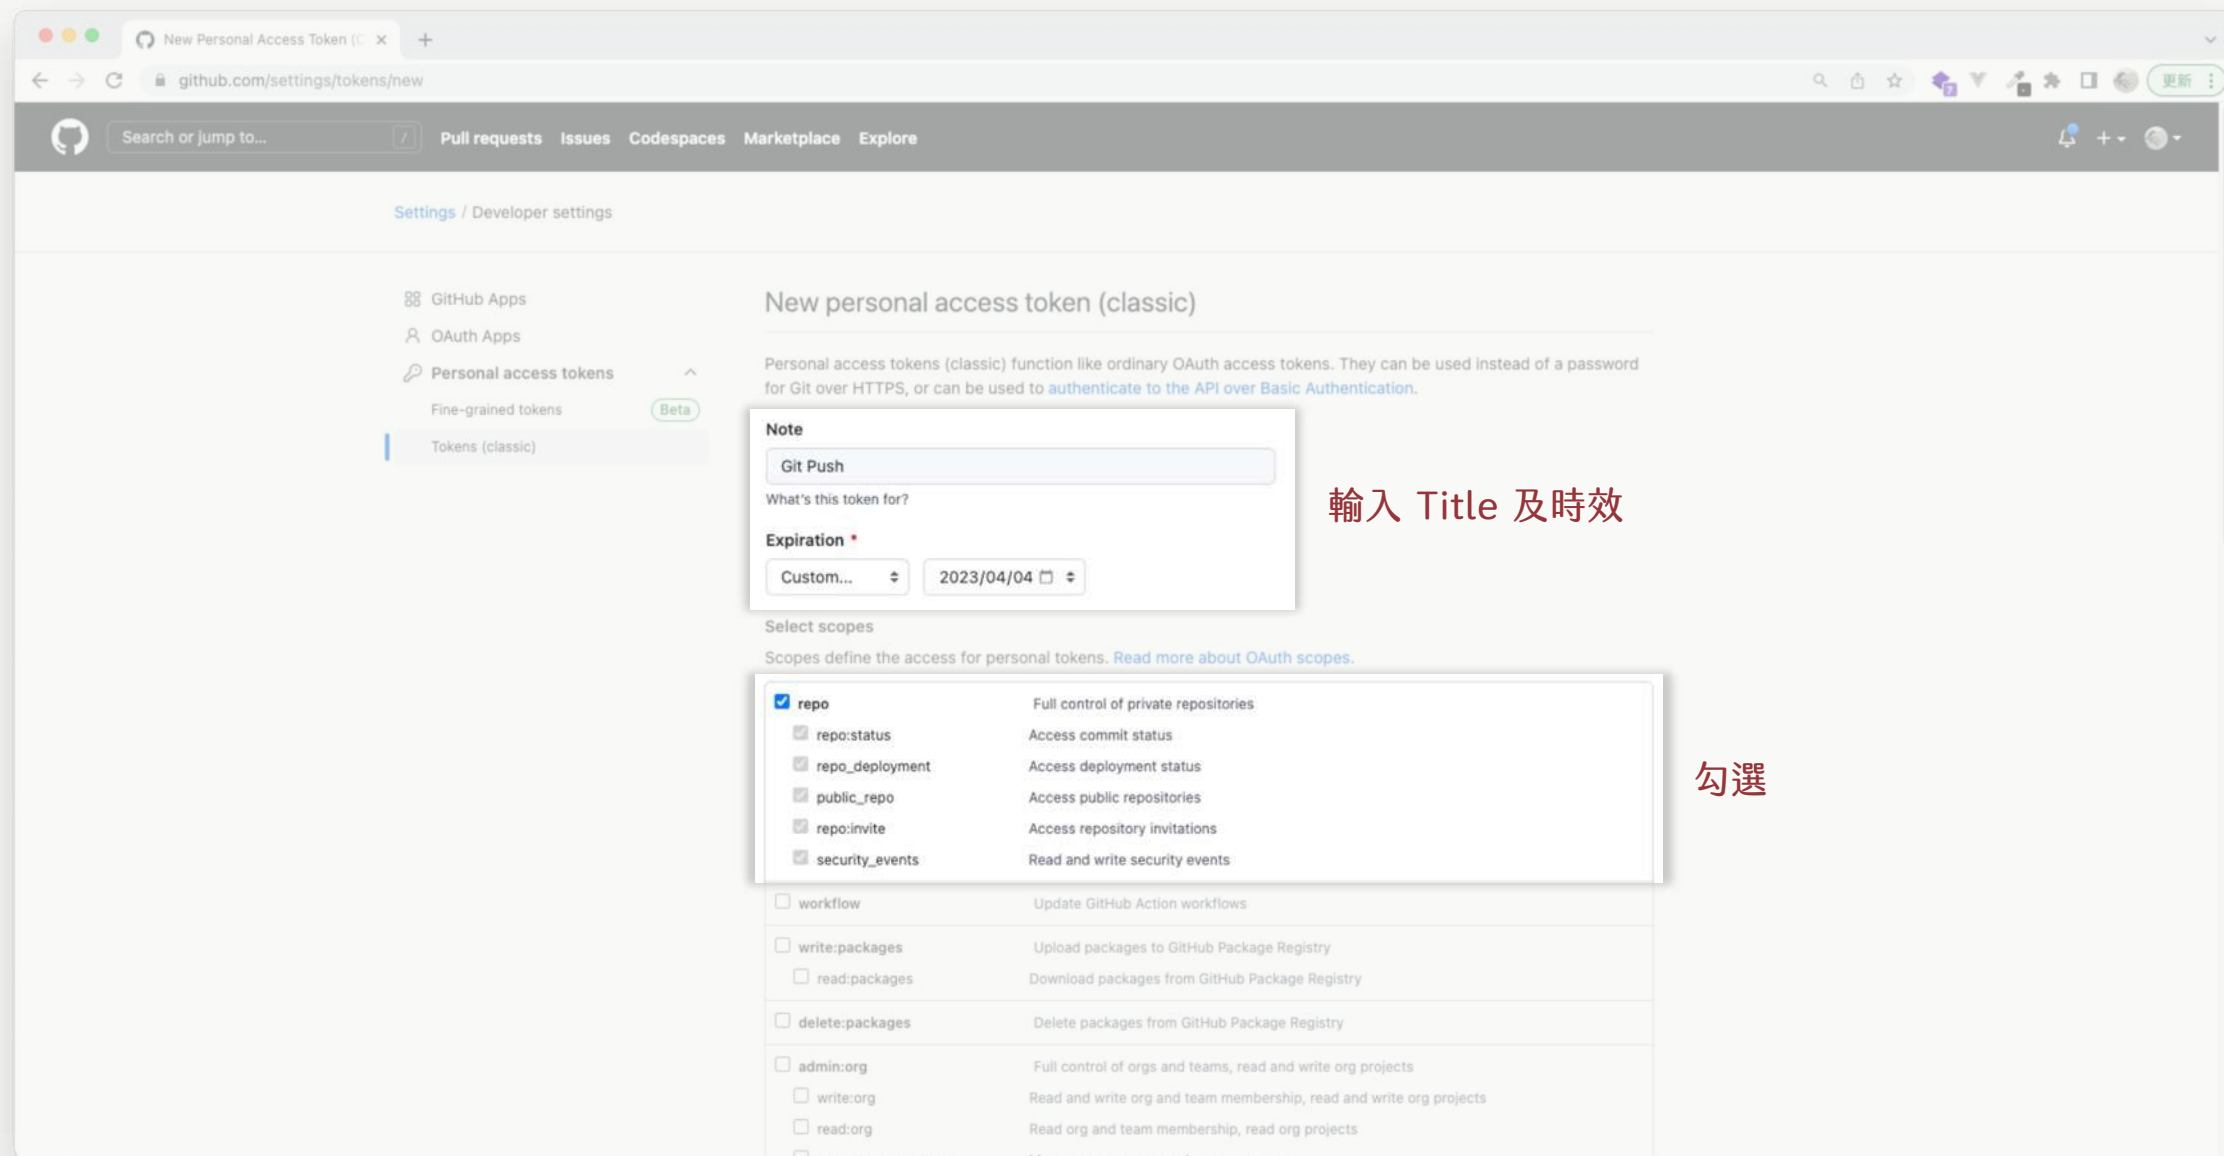 New Personal Access Token (C
github.com/settings/tokens/new
7
更新
Search or jump to...
/
Pull requests Issues Codespaces Marketplace Explore
Settings / Developer settings
GitHub Apps
OAuth Apps
Personal access tokens
Fine-grained tokens Beta
Tokens (classic)
New personal access token (classic)
Personal access tokens (classic) function like ordinary OAuth access tokens. They can be used instead of a password
for Git over HTTPS, or can be used to authenticate to the API over Basic Authentication.
Note
Git Push
What's this token for?
Expiration *
Custom... 2023/04/04
輸入 Title 及時效
Select scopes
Scopes define the access for personal tokens. Read more about OAuth scopes.
repo Full control of private repositories
repo:status Access commit status
repo_deployment Access deployment status
public_repo Access public repositories
repo:invite Access repository invitations
security_events Read and write security events
勾選
workflow Update GitHub Action workflows
write:packages Upload packages to GitHub Package Registry
read:packages Download packages from GitHub Package Registry
delete:packages Delete packages from GitHub Package Registry
admin:org Full control of orgs and teams, read and write org projects
write:org Read and write org and team membership, read and write org projects
read:org Read org and team membership, read org projects